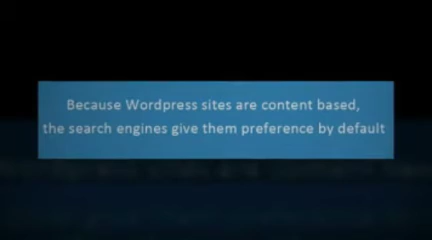 Because Wordpress sites are content based,
the search engines give them preference by default